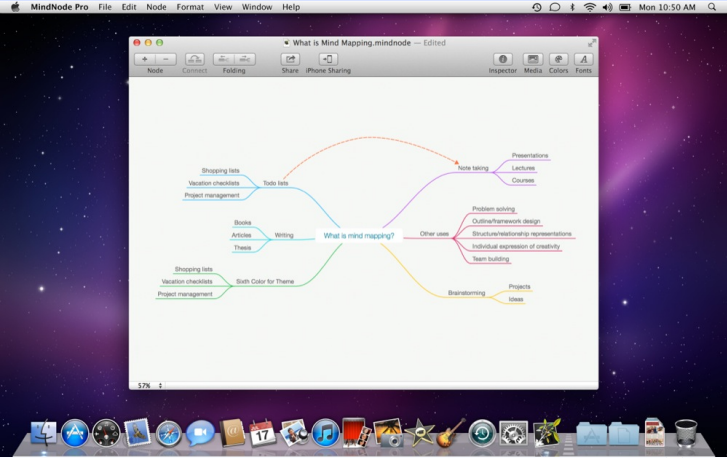 MindNode Pro File Edit Node Format View Window Help Mon 10:50 AM
What is Mind Mapping.mindnode — Edited
Node Connect Folding Share iPhone Sharing Inspector Media Colors Fonts
Presentations
Note taking
Lectures
Courses
Shopping lists
Todo lists
Vacation checklists
Project management
Books
Writing
Articles
Thesis
What is mind mapping?
Problem solving
Outline/framework design
Other uses
Structure/relationship representations
Individual expression of creativity
Team building
Shopping lists
Vacation checklists
Sixth Color for Theme
Project management
Projects
Brainstorming
Ideas
57%
17